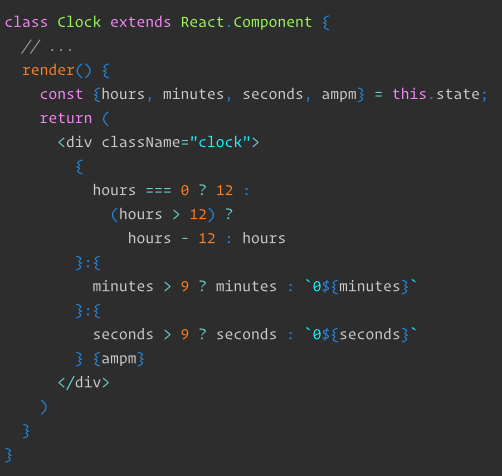 class Clock extends React.Component {
  // ...
  render() {
    const {hours, minutes, seconds, ampm} = this.state;
    return (
      <div className="clock">
        {
          hours === 0 ? 12 :
            (hours > 12) ?
              hours - 12 : hours
        }:{
          minutes > 9 ? minutes : `0${minutes}`
        }:{
          seconds > 9 ? seconds : `0${seconds}`
        } {ampm}
      </div>
    )
  }
}